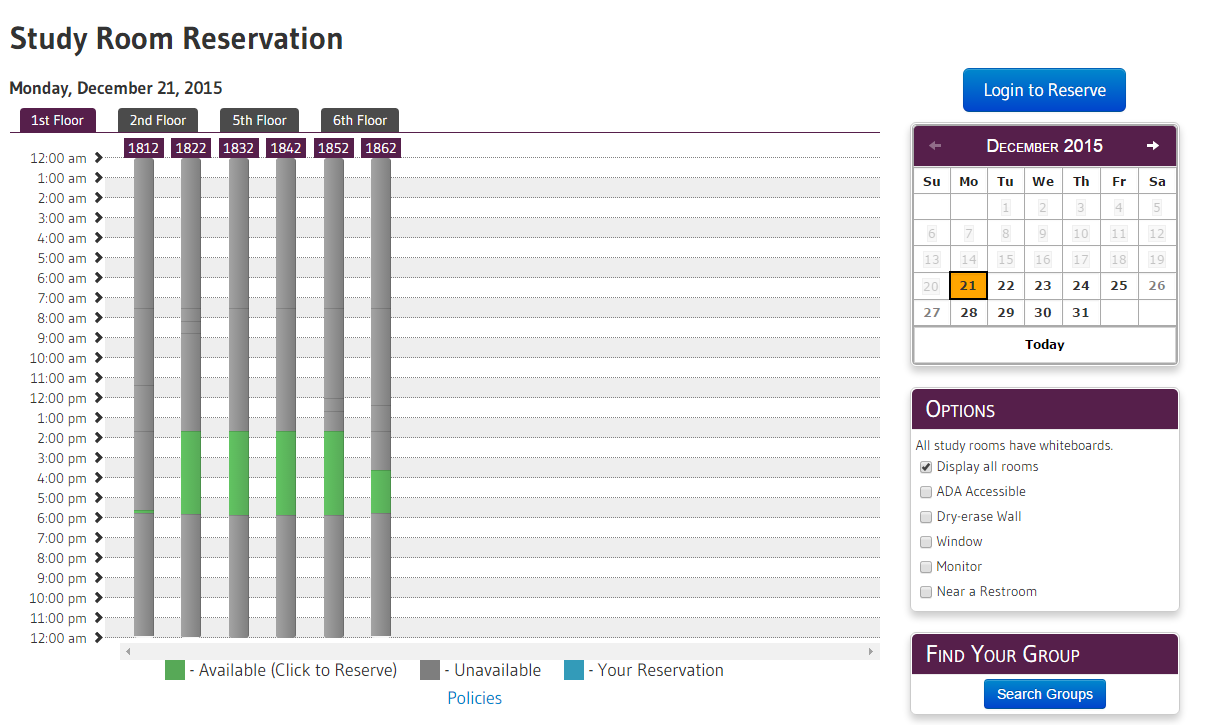 Study Room Reservation
Monday, December 21, 2015
1st Floor 2nd Floor 5th Floor 6th Floor
1812 1822 1832 1842 1852 1862
12:00 am
1:00 am
2:00 am
3:00 am
4:00 am
5:00 am
6:00 am
7:00 am
8:00 am
9:00 am
10:00 am
11:00 am
12:00 pm
1:00 pm
2:00 pm
3:00 pm
4:00 pm
5:00 pm
6:00 pm
7:00 pm
8:00 pm
9:00 pm
10:00 pm
11:00 pm
12:00 am
- Available (Click to Reserve) - Unavailable - Your Reservation
Policies
Login to Reserve
December 2015
Su Mo Tu We Th Fr Sa
1 2 3 4 5
6 7 8 9 10 11 12
13 14 15 16 17 18 19
20 21 22 23 24 25 26
27 28 29 30 31
Today
Options
All study rooms have whiteboards.
Display all rooms
ADA Accessible
Dry-erase Wall
Window
Monitor
Near a Restroom
Find Your Group
Search Groups